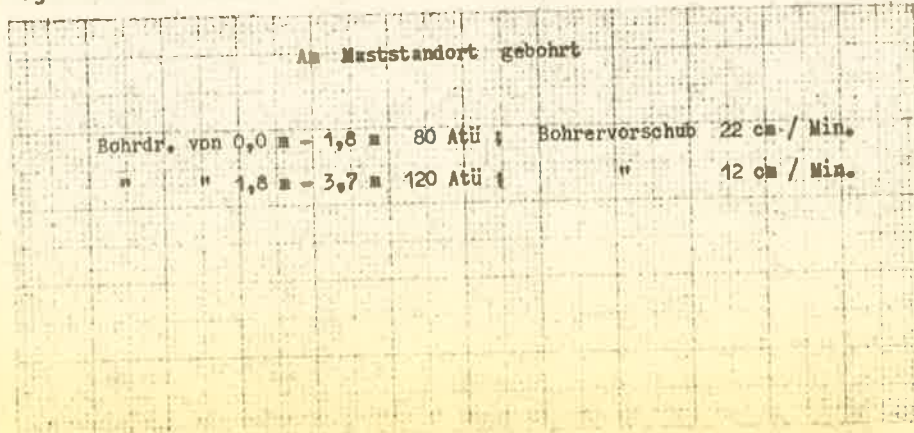 Am Maststandort gebohrt
Bohrdr. von 0,0 m - 1,8 m 80 Atü ; Bohrervorschub 22 cm / Min.
" " 1,8 m - 3,7 m 120 Atü ; " 12 cm / Min.